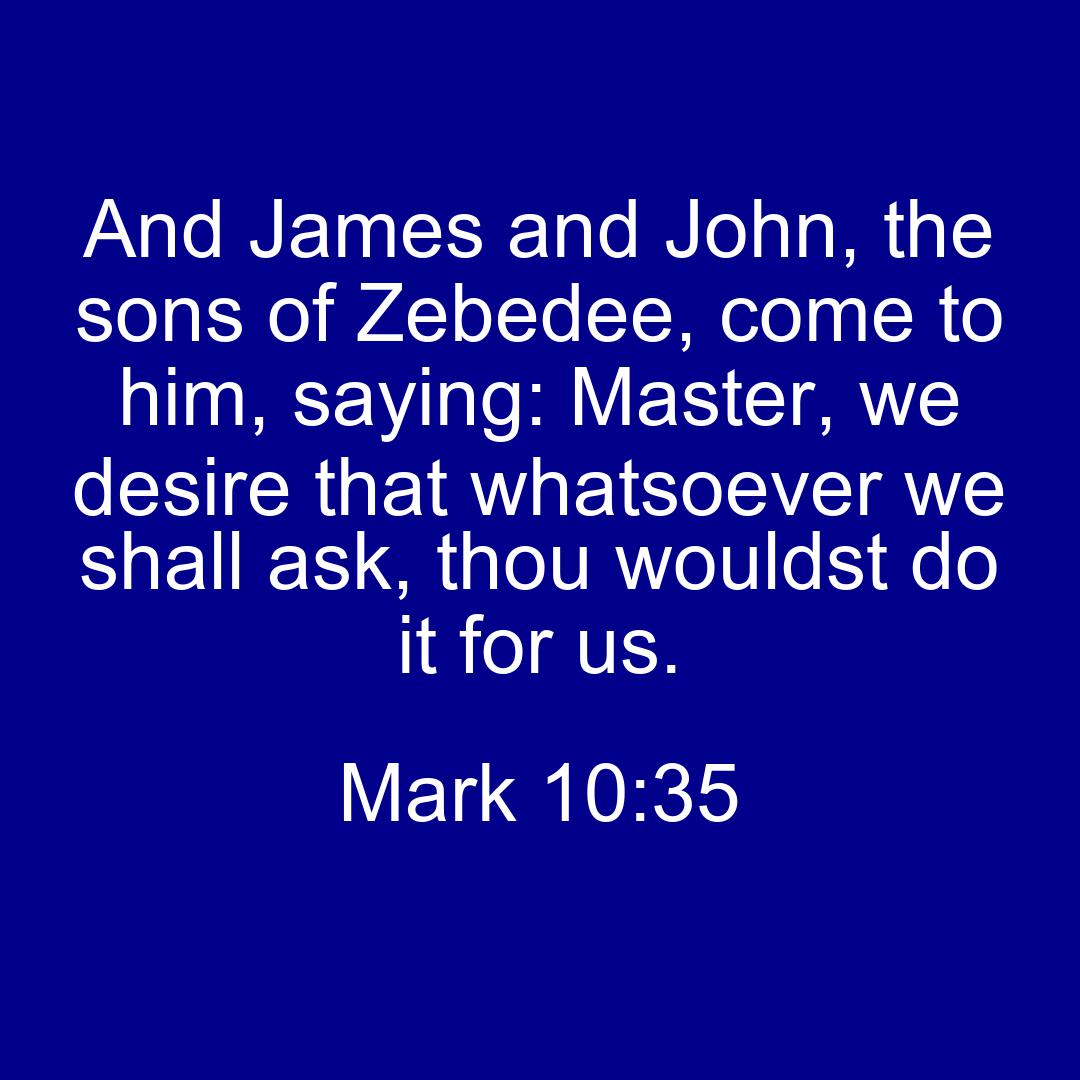 And James and John, the
sons of Zebedee, come to
him, saying: Master, we
desire that whatsoever we
shall ask, thou wouldst do
it for us.
Mark 10:35